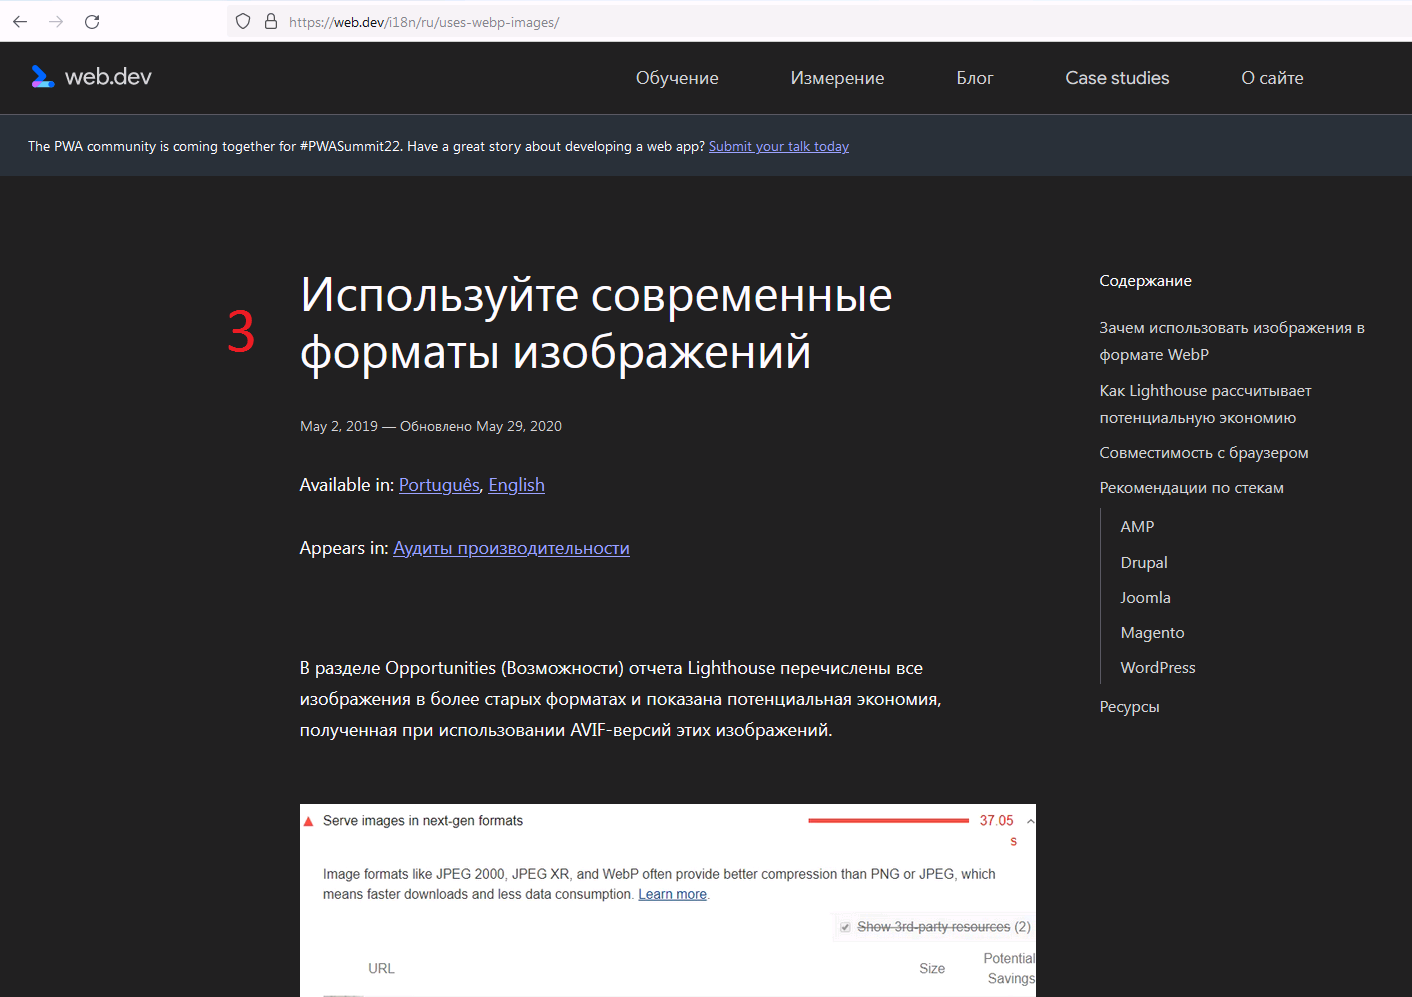 https://web.dev/i18n/ru/uses-webp-images/
web.dev
Обучение
Измерение
Блог
Case studies
О сайте
The PWA community is coming together for #PWASummit22. Have a great story about developing a web app? Submit your talk today
3
Используйте современные
форматы изображений
May 2, 2019 — Обновлено May 29, 2020
Available in: Português, English
Appears in: Аудиты производительности
В разделе Opportunities (Возможности) отчета Lighthouse перечислены все
изображения в более старых форматах и показана потенциальная экономия,
полученная при использовании AVIF-версий этих изображений.
Serve images in next-gen formats
37.05
s
Image formats like JPEG 2000, JPEG XR, and WebP often provide better compression than PNG or JPEG, which
means faster downloads and less data consumption. Learn more.
Show 3rd-party resources (2)
URL
Size
Potential
Savings
Содержание
Зачем использовать изображения в
формате WebP
Как Lighthouse рассчитывает
потенциальную экономию
Совместимость с браузером
Рекомендации по стекам
AMP
Drupal
Joomla
Magento
WordPress
Ресурсы